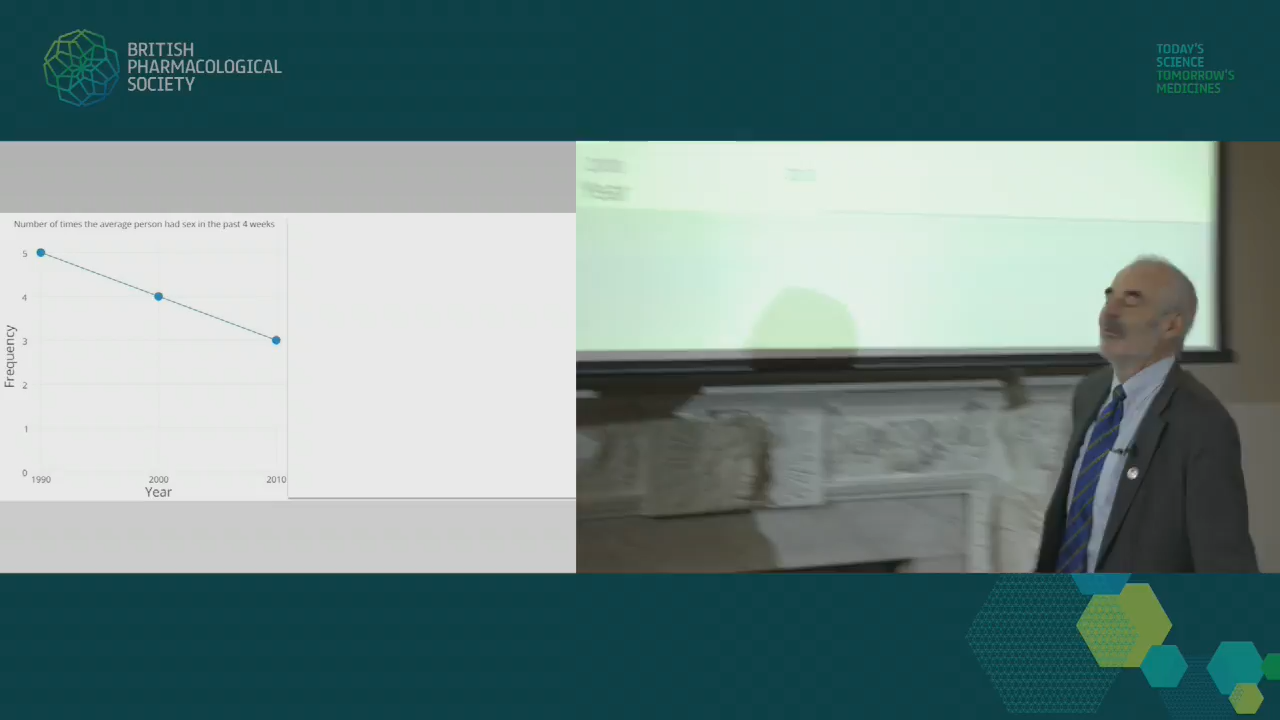 BRITISH
PHARMACOLOGICAL
SOCIETY
TODAY'S
SCIENCE
TOMORROW'S
MEDICINES
Number of times the average person had sex in the past 4 weeks
Frequency
5
4
3
2
1
0
1990
2000
2010
Year